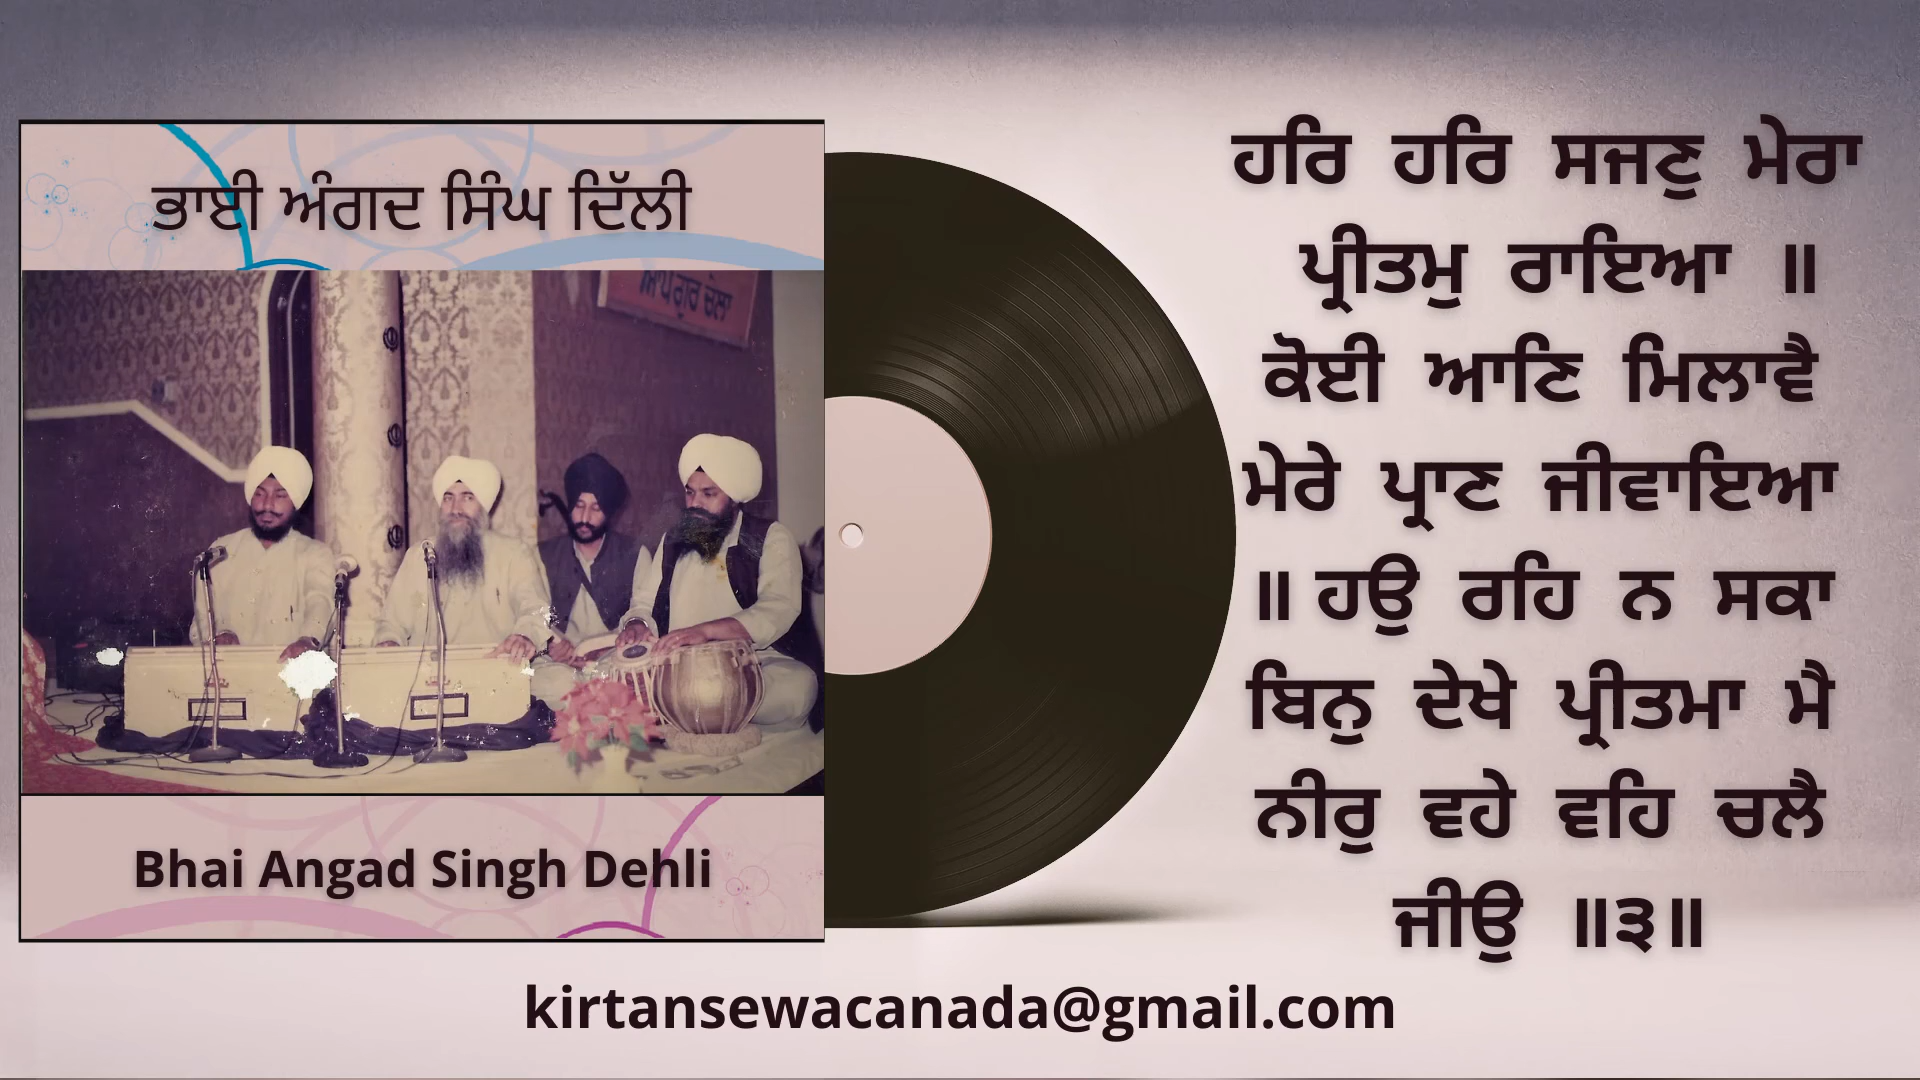 ਭਾਈ ਅੰਗਦ ਸਿੰਘ ਦਿੱਲੀ
ਚੇਲਾ
Bhai Angad Singh Dehli
ਹਰਿ ਹਰਿ ਸਜਣੁ ਮੇਰਾ
ਪ੍ਰੀਤਮੁ ਰਾਇਆ ॥
ਕੋਈ ਆਣਿ ਮਿਲਾਵੈ
ਮੇਰੇ ਪ੍ਰਾਣ ਜੀਵਾਇਆ
॥ ਹਉ ਰਹਿ ਨ ਸਕਾ
ਬਿਨੁ ਦੇਖੇ ਪ੍ਰੀਤਮਾ ਮੈ
ਨੀਰੁ ਵਹੇ ਵਹਿ ਚਲੈ
ਜੀਉ ॥੩॥
kirtansewacanada@gmail.com